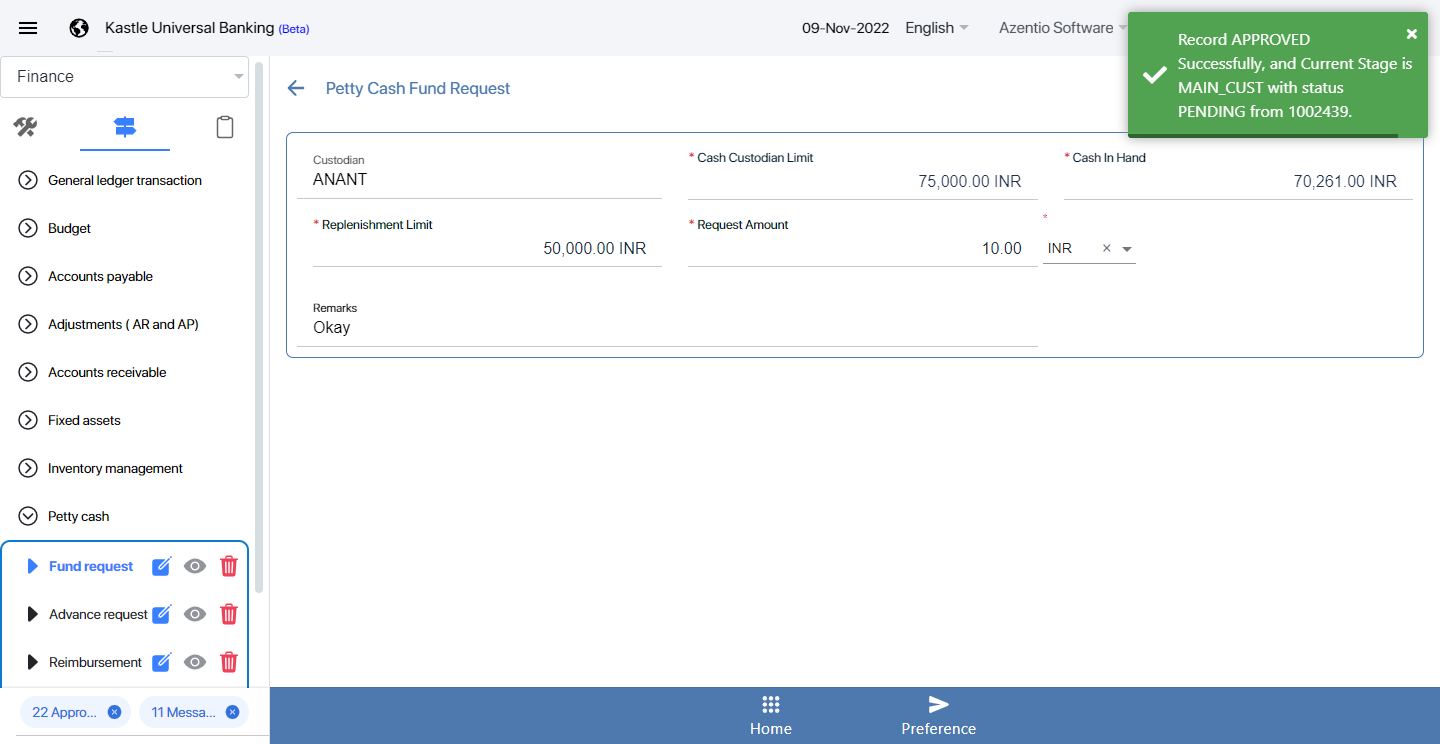 Kastle Universal Banking (Beta)
09-Nov-2022
English
Azentio Software
Record APPROVED
Successfully, and Current Stage is
MAIN_CUST with status
PENDING from 1002439.
Finance
General ledger transaction
Budget
Accounts payable
Adjustments ( AR and AP)
Accounts receivable
Fixed assets
Inventory management
Petty cash
Fund request
Advance request
Reimbursement
22 Appro...
11 Messa...
Petty Cash Fund Request
Custodian
ANANT
* Cash Custodian Limit
75,000.00 INR
* Cash In Hand
70,261.00 INR
* Replenishment Limit
50,000.00 INR
* Request Amount
10.00
*
INR
Remarks
Okay
Home
Preference